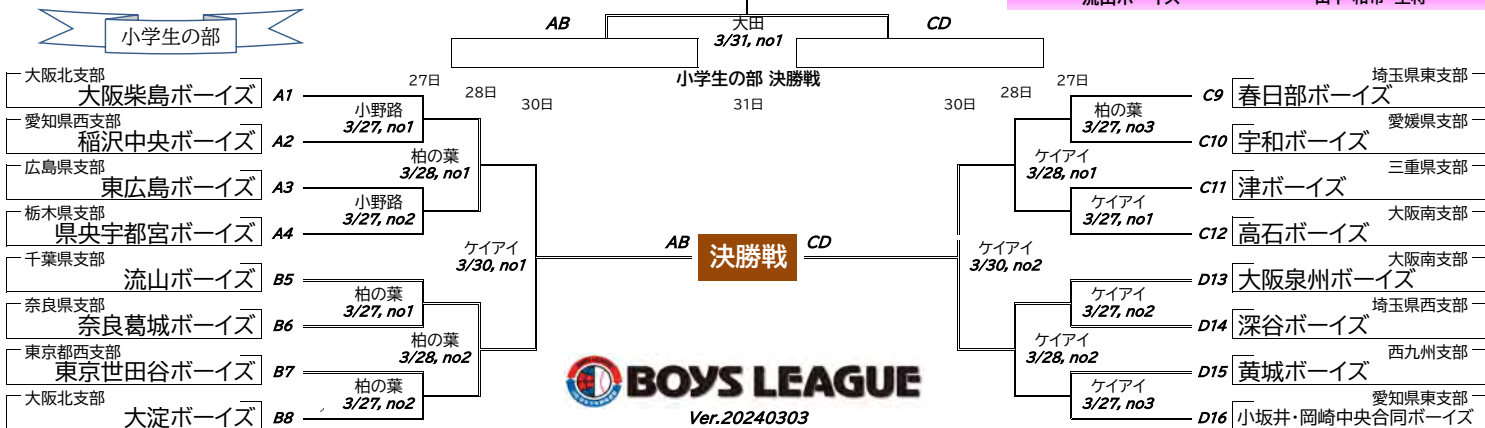 小学生の部
AB
大田
3/31, no1
CD
小学生の部 決勝戦
27日
28日
30日
31日
30日
28日
27日
大阪北支部
大阪柴島ボーイズ A1
愛知県西支部
稲沢中央ボーイズ A2
広島県支部
東広島ボーイズ A3
栃木県支部
県央宇都宮ボーイズ A4
千葉県支部
流山ボーイズ B5
奈良県支部
奈良葛城ボーイズ B6
東京都西支部
東京世田谷ボーイズ B7
大阪北支部
大淀ボーイズ B8
小野路
3/27, no1
小野路
3/27, no2
柏の葉
3/27, no1
柏の葉
3/27, no2
柏の葉
3/28, no1
柏の葉
3/28, no2
ケイアイ
3/30, no1
AB
決勝戦
CD
ケイアイ
3/30, no2
ケイアイ
3/28, no1
ケイアイ
3/28, no2
柏の葉
3/27, no3
ケイアイ
3/27, no1
ケイアイ
3/27, no2
ケイアイ
3/27, no3
埼玉県東支部
C9 春日部ボーイズ
愛媛県支部
C10 宇和ボーイズ
三重県支部
C11 津ボーイズ
大阪南支部
C12 高石ボーイズ
大阪南支部
D13 大阪泉州ボーイズ
埼玉県西支部
D14 深谷ボーイズ
西九州支部
D15 黄城ボーイズ
愛知県東支部
D16 小坂井・岡崎中央合同ボーイズ
BOYS LEAGUE
Ver.20240303